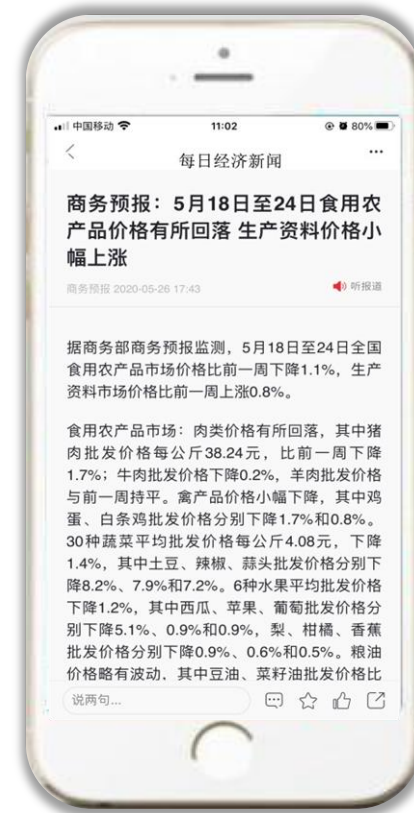 中国移动 11:02 80%
每日经济新闻
商务预报：5月18日至24日食用农
产品价格有所回落 生产资料价格小
幅上涨
商务预报 2020-05-26 17:43 听报道
据商务部商务预报监测，5月18日至24日全国
食用农产品市场价格比前一周下降1.1%，生产
资料市场价格比前一周上涨0.8%。
食用农产品市场：肉类价格有所回落，其中猪
肉批发价格每公斤38.24元，比前一周下降
1.7%；牛肉批发价格下降0.2%，羊肉批发价格
与前一周持平。禽产品价格小幅下降，其中鸡
蛋、白条鸡批发价格分别下降1.7%和0.8%。
30种蔬菜平均批发价格每公斤4.08元，下降
1.4%，其中土豆、辣椒、蒜头批发价格分别下
降8.2%、7.9%和7.2%。6种水果平均批发价格
下降1.2%，其中西瓜、苹果、葡萄批发价格分
别下降5.1%、0.9%和0.9%，梨、柑橘、香蕉
批发价格分别下降0.9%、0.6%和0.5%。粮油
价格略有波动，其中豆油、菜籽油批发价格比
说两句...